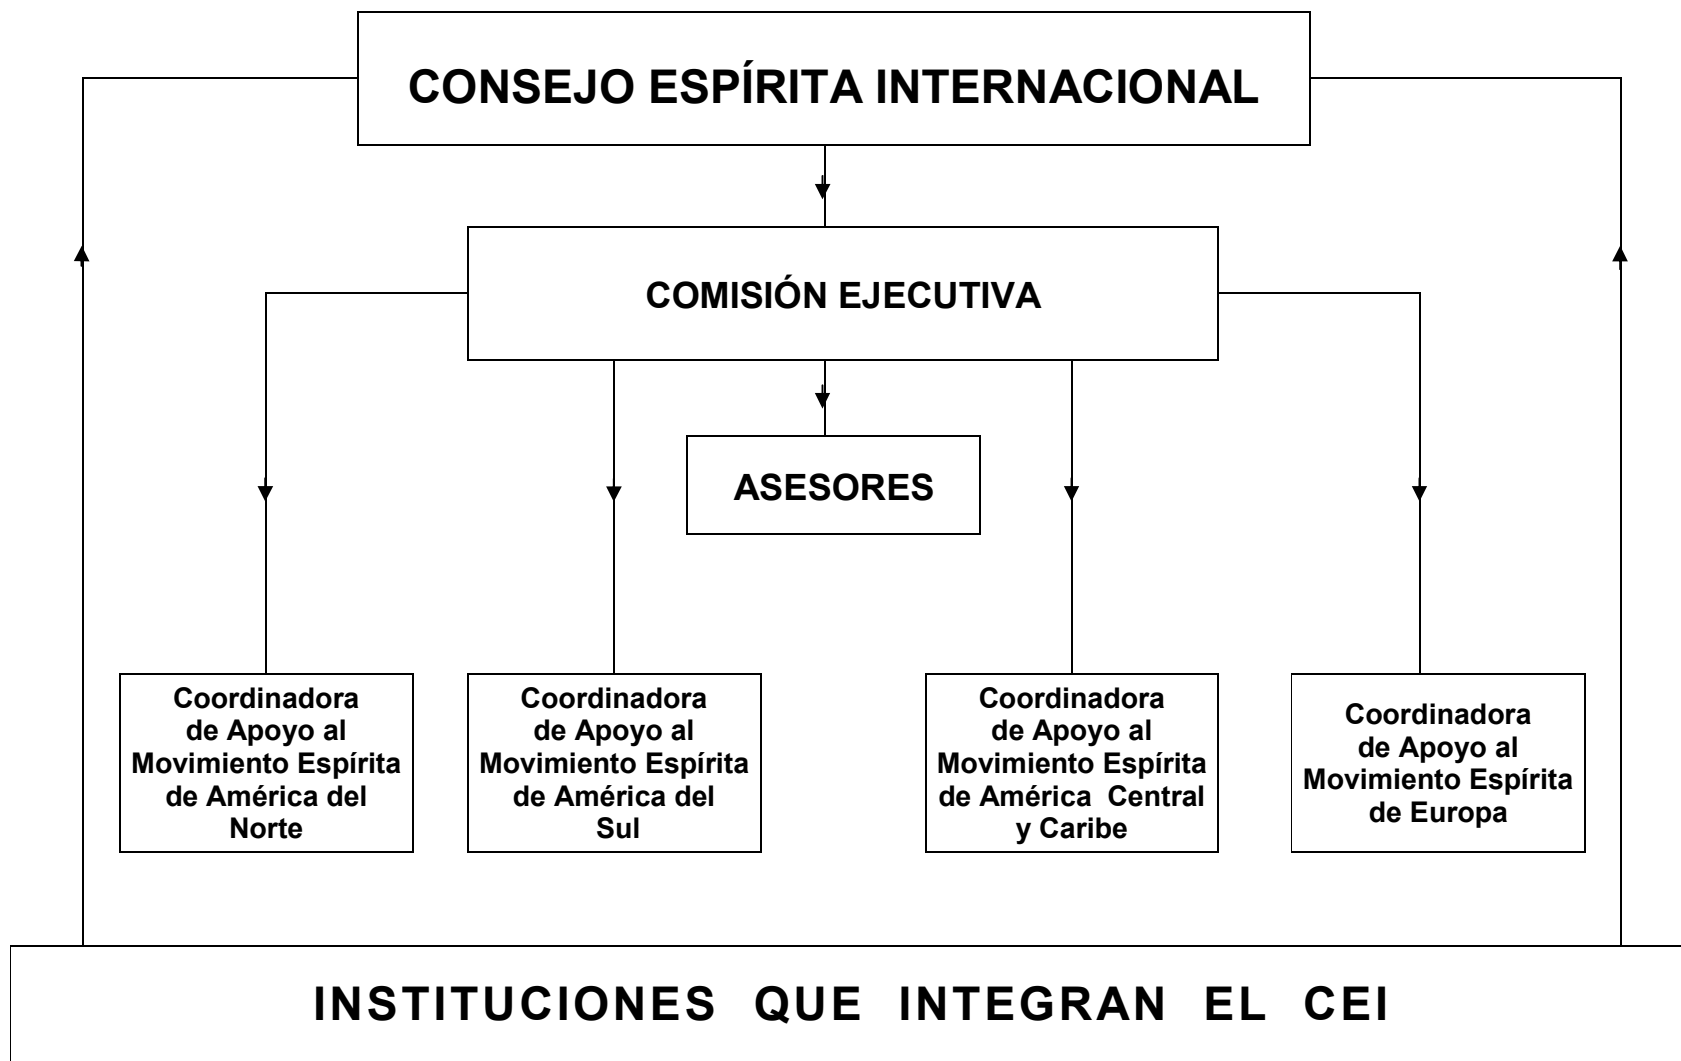 CONSEJO ESPÍRITA INTERNACIONAL
COMISIÓN EJECUTIVA
ASESORES
Coordinadora
de Apoyo al
Movimiento Espírita
de América del
Norte
Coordinadora
de Apoyo al
Movimiento Espírita
de América del
Sul
Coordinadora
de Apoyo al
Movimiento Espírita
de América Central
y Caribe
Coordinadora
de Apoyo al
Movimiento Espírita
de Europa
INSTITUCIONES QUE INTEGRAN EL CEI